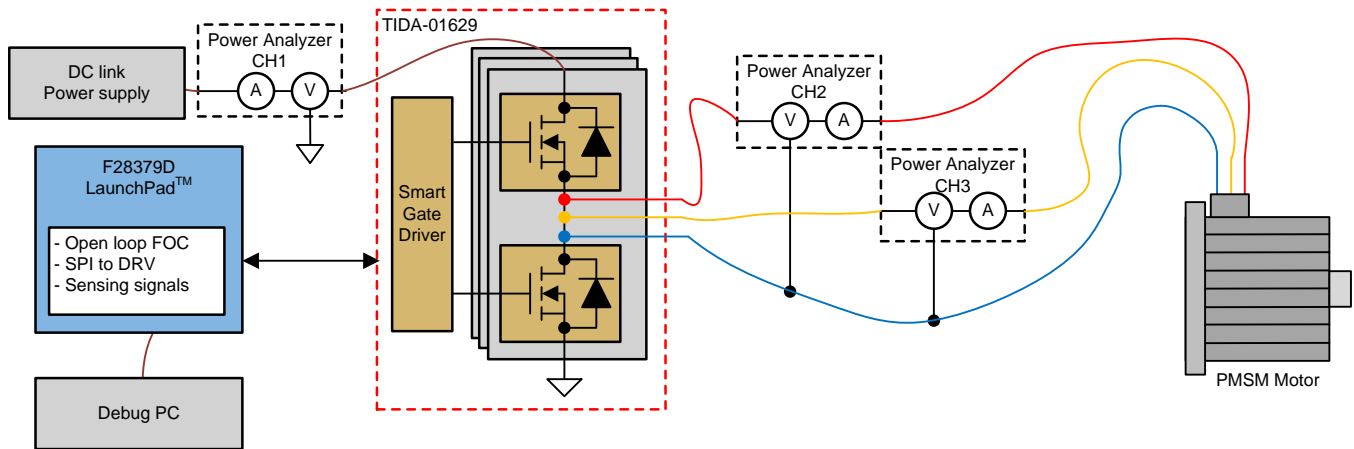 TIDA-01629
Power Analyzer
CH1
A
V
DC link
Power supply
Power Analyzer
CH2
V
A
F28379D
LaunchPad™
Smart
Gate
Driver
Power Analyzer
CH3
V
A
- Open loop FOC
- SPI to DRV
- Sensing signals
PMSM Motor
Debug PC